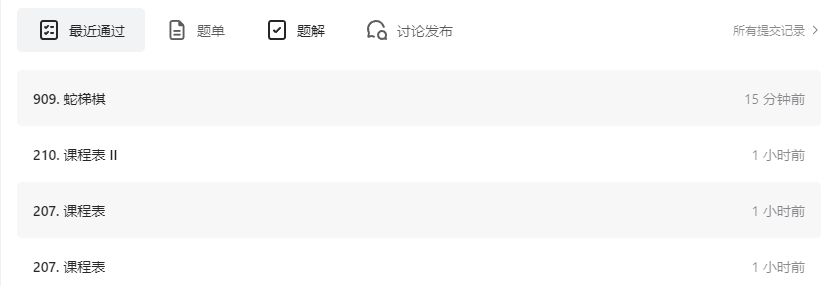 最近通过 题单 题解 讨论发布 所有提交记录
909. 蛇梯棋 15 分钟前
210. 课程表 II 1 小时前
207. 课程表 1 小时前
207. 课程表 1 小时前